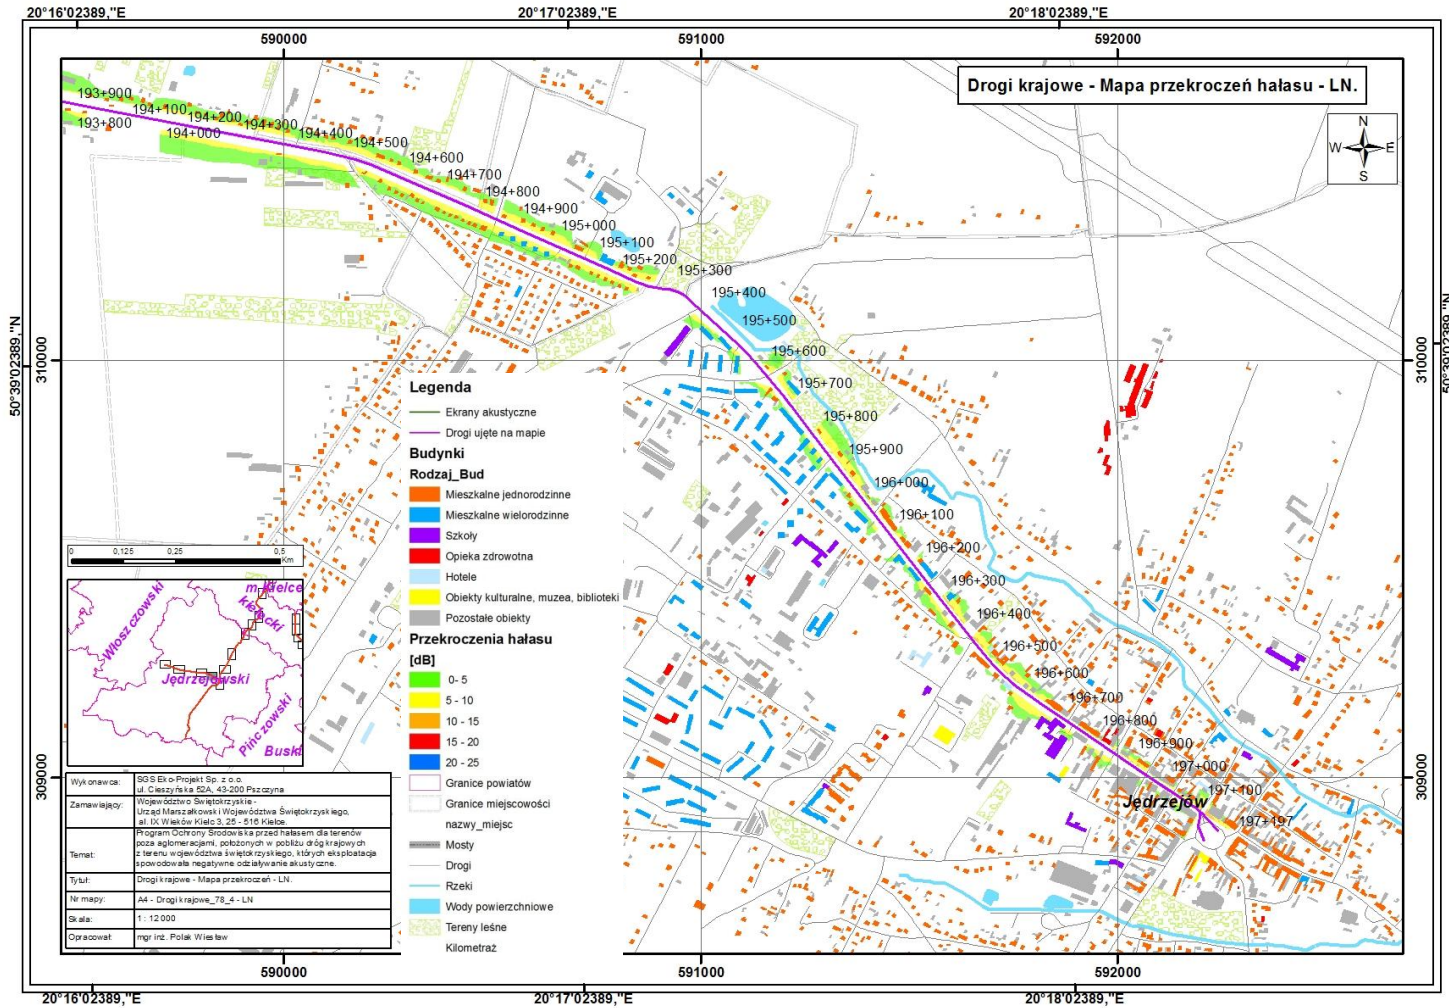 20°16'02389,"E
20°17'02389,"E
20°18'02389,"E
590000
591000
592000
Drogi krajowe - Mapa przekroczeń hałasu - LN.
N
W
E
S
193+900
194+100
194+200
194+300
194+400
194+500
194+600
194+700
194+800
194+900
195+000
195+100
195+200
195+300
195+400
195+500
195+600
195+700
195+800
195+900
196+000
196+100
196+200
196+300
196+400
196+500
196+600
196+700
196+800
196+900
197+000
197+100
197+197
193+800
194+000
Jędrzejów
310000
50°39'02389,"N
310000
50°39'02389,"N
309000
309000
Legenda
Ekrany akustyczne
Drogi ujęte na mapie
Budynki
Rodzaj_Bud
Mieszkalne jednorodzinne
Mieszkalne wielorodzinne
Szkoły
Opieka zdrowotna
Hotele
Obiekty kulturalne, muzea, biblioteki
Pozostałe obiekty
Przekroczenia hałasu
[dB]
0- 5
5 - 10
10 - 15
15 - 20
20 - 25
Granice powiatów
Granice miejscowości
nazwy_miejsc
Mosty
Drogi
Rzeki
Wody powierzchniowe
Tereny leśne
Kilometraż
0 0,125 0,25 0,5
Km
m. Kielce
kielecki
Włoszczowski
Jędrzejowski
Pińczowski
Buski
Wykonawca: SGS Eko-Projekt Sp. z o.o.
ul. Cieszyńska 52A, 43-200 Pszczyna
Zamawiający: Województwo Świętokrzyskie -
Urząd Marszałkowski Województwa Świętokrzyskiego,
al. IX Wieków Kielc 3, 25 - 516 Kielce.
Temat: Program Ochrony Środowiska przed hałasem dla terenów
poza aglomeracjami, położonych w pobliżu dróg krajowych
z terenu województwa świętokrzyskiego, których eksploatacja
spowodowała negatywne odziaływanie akustyczne.
Tytuł: Drogi krajowe - Mapa przekroczeń - LN.
Nr mapy: A4 - Drogi krajowe_78_4 - LN
Skala: 1 : 12 000
Opracował: mgr inż. Polak Wiesław
590000
591000
592000
20°16'02389,"E
20°17'02389,"E
20°18'02389,"E